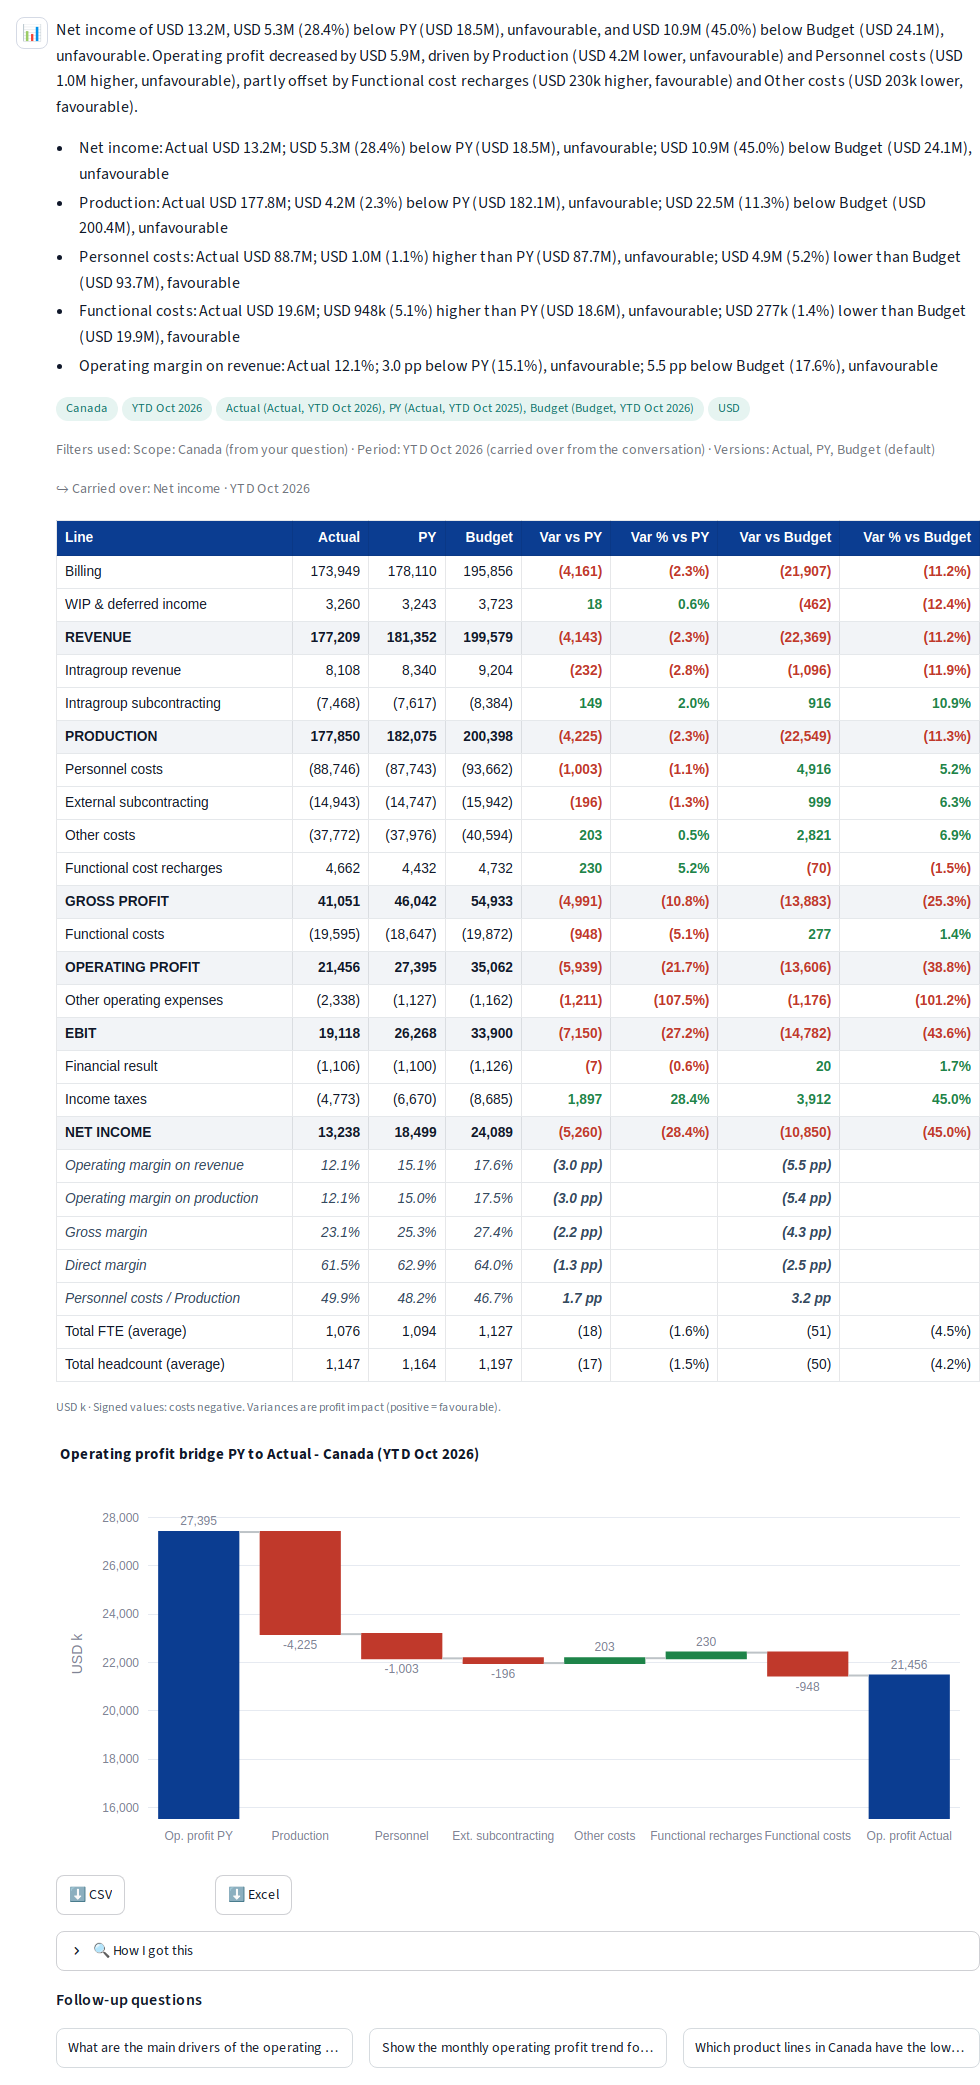 Net income of USD 13.2M, USD 5.3M (28.4%) below PY (USD 18.5M), unfavourable, and USD 10.9M (45.0%) below Budget (USD 24.1M),
unfavourable. Operating profit decreased by USD 5.9M, driven by Production (USD 4.2M lower, unfavourable) and Personnel costs (USD
1.0M higher, unfavourable), partly offset by Functional cost recharges (USD 230k higher, favourable) and Other costs (USD 203k lower,
favourable).
• Net income: Actual USD 13.2M; USD 5.3M (28.4%) below PY (USD 18.5M), unfavourable; USD 10.9M (45.0%) below Budget (USD 24.1M),
unfavourable
• Production: Actual USD 177.8M; USD 4.2M (2.3%) below PY (USD 182.1M), unfavourable; USD 22.5M (11.3%) below Budget (USD
200.4M), unfavourable
• Personnel costs: Actual USD 88.7M; USD 1.0M (1.1%) higher than PY (USD 87.7M), unfavourable; USD 4.9M (5.2%) lower than Budget
(USD 93.7M), favourable
• Functional costs: Actual USD 19.6M; USD 948k (5.1%) higher than PY (USD 18.6M), unfavourable; USD 277k (1.4%) lower than Budget
(USD 19.9M), favourable
• Operating margin on revenue: Actual 12.1%; 3.0 pp below PY (15.1%), unfavourable; 5.5 pp below Budget (17.6%), unfavourable
Canada YTD Oct 2026 Actual (Actual, YTD Oct 2026), PY (Actual, YTD Oct 2025), Budget (Budget, YTD Oct 2026) USD
Filters used: Scope: Canada (from your question) · Period: YTD Oct 2026 (carried over from the conversation) · Versions: Actual, PY, Budget (default)
↪ Carried over: Net income · YTD Oct 2026
Line Actual PY Budget Var vs PY Var % vs PY Var vs Budget Var % vs Budget
Billing 173,949 178,110 195,856 (4,161) (2.3%) (21,907) (11.2%)
WIP & deferred income 3,260 3,243 3,723 18 0.6% (462) (12.4%)
REVENUE 177,209 181,352 199,579 (4,143) (2.3%) (22,369) (11.2%)
Intragroup revenue 8,108 8,340 9,204 (232) (2.8%) (1,096) (11.9%)
Intragroup subcontracting (7,468) (7,617) (8,384) 149 2.0% 916 10.9%
PRODUCTION 177,850 182,075 200,398 (4,225) (2.3%) (22,549) (11.3%)
Personnel costs (88,746) (87,743) (93,662) (1,003) (1.1%) 4,916 5.2%
External subcontracting (14,943) (14,747) (15,942) (196) (1.3%) 999 6.3%
Other costs (37,772) (37,976) (40,594) 203 0.5% 2,821 6.9%
Functional cost recharges 4,662 4,432 4,732 230 5.2% (70) (1.5%)
GROSS PROFIT 41,051 46,042 54,933 (4,991) (10.8%) (13,883) (25.3%)
Functional costs (19,595) (18,647) (19,872) (948) (5.1%) 277 1.4%
OPERATING PROFIT 21,456 27,395 35,062 (5,939) (21.7%) (13,606) (38.8%)
Other operating expenses (2,338) (1,127) (1,162) (1,211) (107.5%) (1,176) (101.2%)
EBIT 19,118 26,268 33,900 (7,150) (27.2%) (14,782) (43.6%)
Financial result (1,106) (1,100) (1,126) (7) (0.6%) 20 1.7%
Income taxes (4,773) (6,670) (8,685) 1,897 28.4% 3,912 45.0%
NET INCOME 13,238 18,499 24,089 (5,260) (28.4%) (10,850) (45.0%)
Operating margin on revenue 12.1% 15.1% 17.6% (3.0 pp) (5.5 pp)
Operating margin on production 12.1% 15.0% 17.5% (3.0 pp) (5.4 pp)
Gross margin 23.1% 25.3% 27.4% (2.2 pp) (4.3 pp)
Direct margin 61.5% 62.9% 64.0% (1.3 pp) (2.5 pp)
Personnel costs / Production 49.9% 48.2% 46.7% 1.7 pp 3.2 pp
Total FTE (average) 1,076 1,094 1,127 (18) (1.6%) (51) (4.5%)
Total headcount (average) 1,147 1,164 1,197 (17) (1.5%) (50) (4.2%)
USD k · Signed values: costs negative. Variances are profit impact (positive = favourable).
Operating profit bridge PY to Actual - Canada (YTD Oct 2026)
28,000
26,000
24,000
22,000
20,000
18,000
16,000
USD k
27,395
-4,225
-1,003
-196
203
230
-948
21,456
Op. profit PY Production Personnel Ext. subcontracting Other costs Functional recharges Functional costs Op. profit Actual
⬇️ CSV ⬇️ Excel
🔍 How I got this
Follow-up questions
What are the main drivers of the operating … Show the monthly operating profit trend fo… Which product lines in Canada have the low…